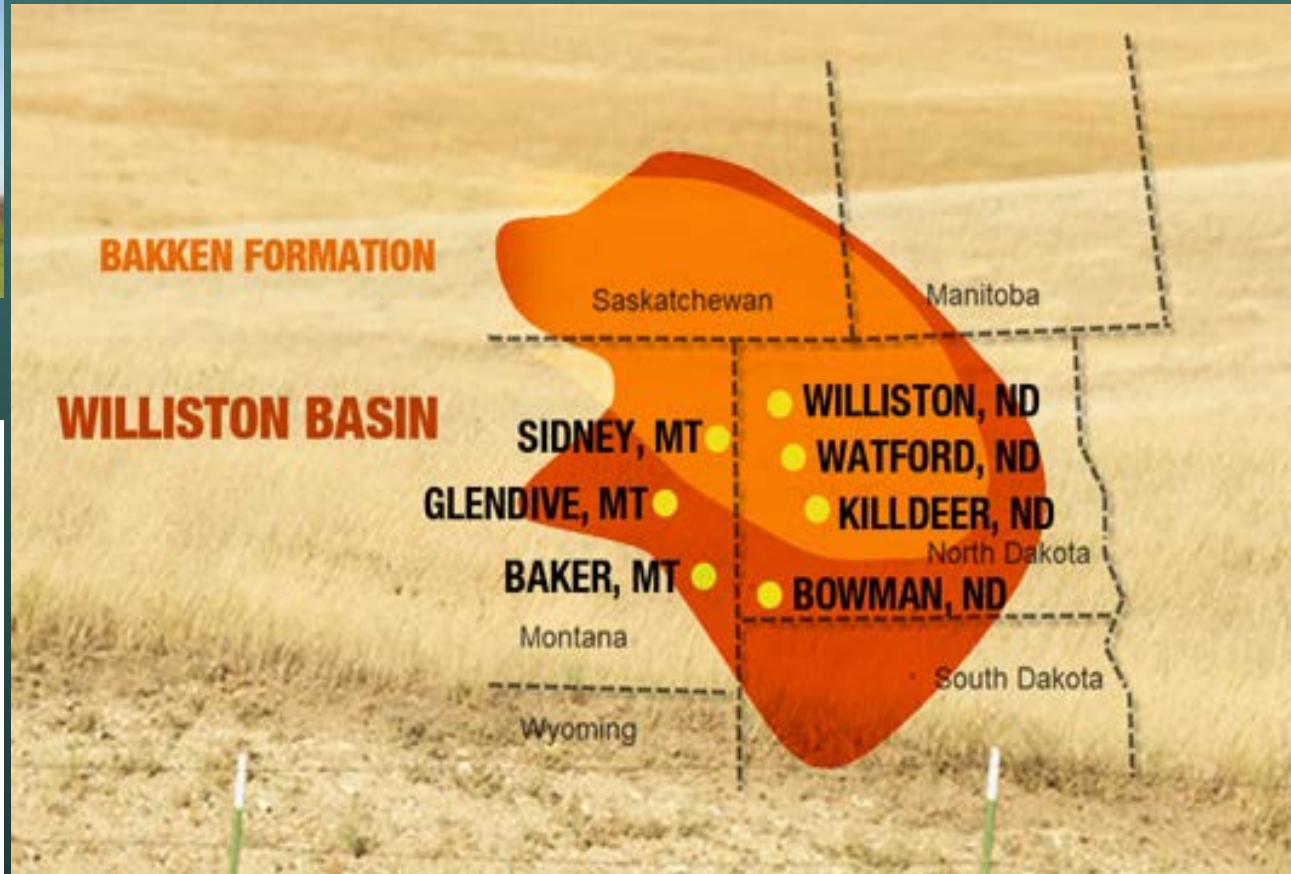 BAKKEN FORMATION
Saskatchewan
Manitoba
WILLISTON BASIN
WILLISTON, ND
SIDNEY, MT
WATFORD, ND
GLENDIVE, MT
KILLDEER, ND
North Dakota
BAKER, MT
BOWMAN, ND
Montana
South Dakota
Wyoming